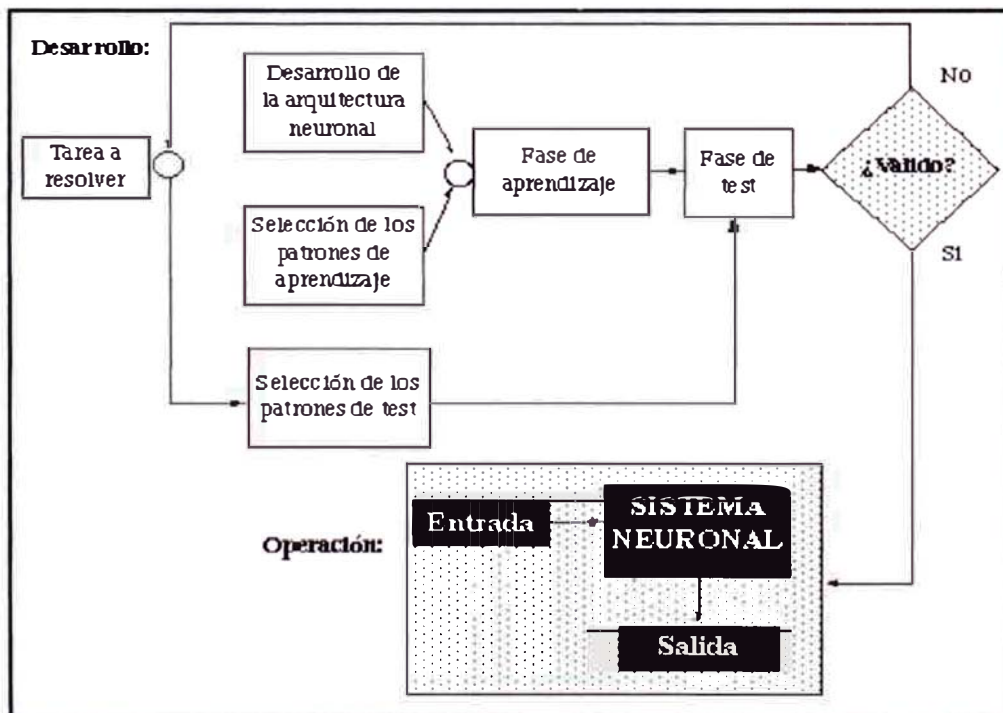 Desarrollo:
Tarea a
resolver
Desarrollo de
la arquitectura
neuronal
Selección de los
patrones de
aprendizaje
Fase de
aprendizaje
Fase de
test
¿Valido?
No
Si
Selección de los
patrones de test
Operación:
Entrada
SISTEMA
NEURONAL
Salida